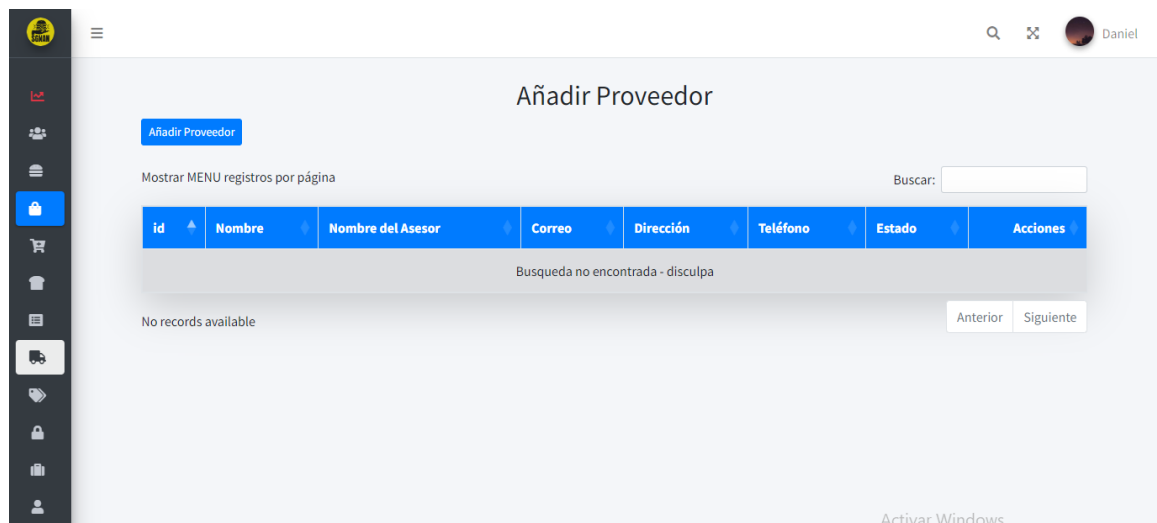 SGMAN
Daniel
Añadir Proveedor
Añadir Proveedor
Mostrar MENU registros por página
Buscar:
id Nombre Nombre del Asesor Correo Dirección Teléfono Estado Acciones
Busqueda no encontrada - disculpa
No records available
Anterior Siguiente
Activar Windows